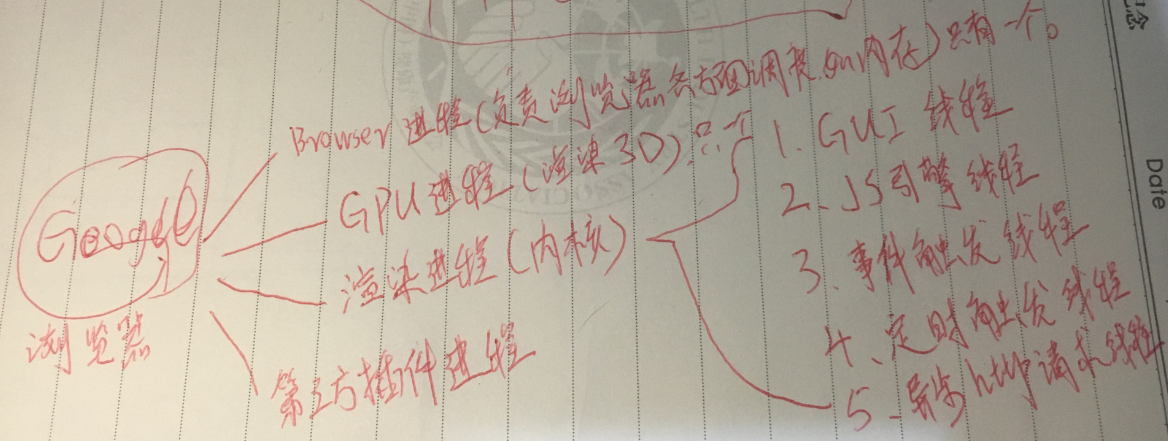 Google
浏览器
Browser 进程(负责浏览器各方面调度.如内存)只有一个。
GPU进程(渲染3D)只一个
渲染进程(内核)
第三方插件进程
1. GUI 线程
2、JS引擎线程
3、事件触发线程
4、定时触发线程
5、异步http请求线程
念
Date